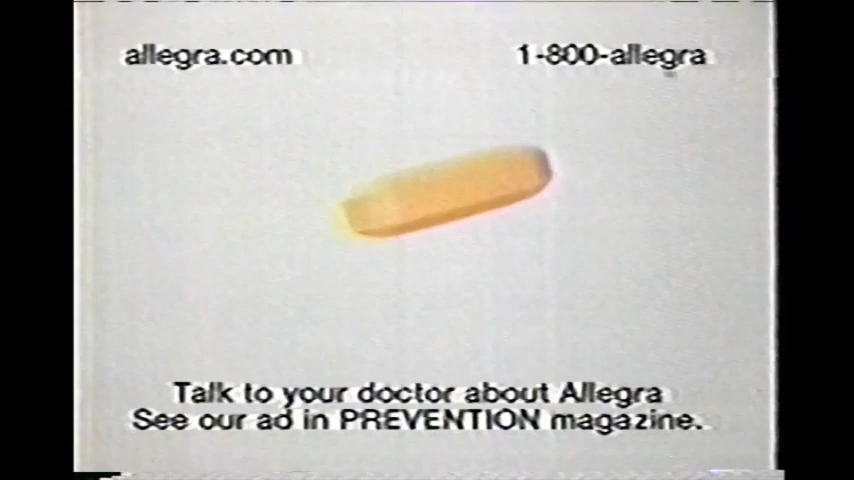 allegra.com
1-800-allegra
Talk to your doctor about Allegra
See our ad in PREVENTION magazine.